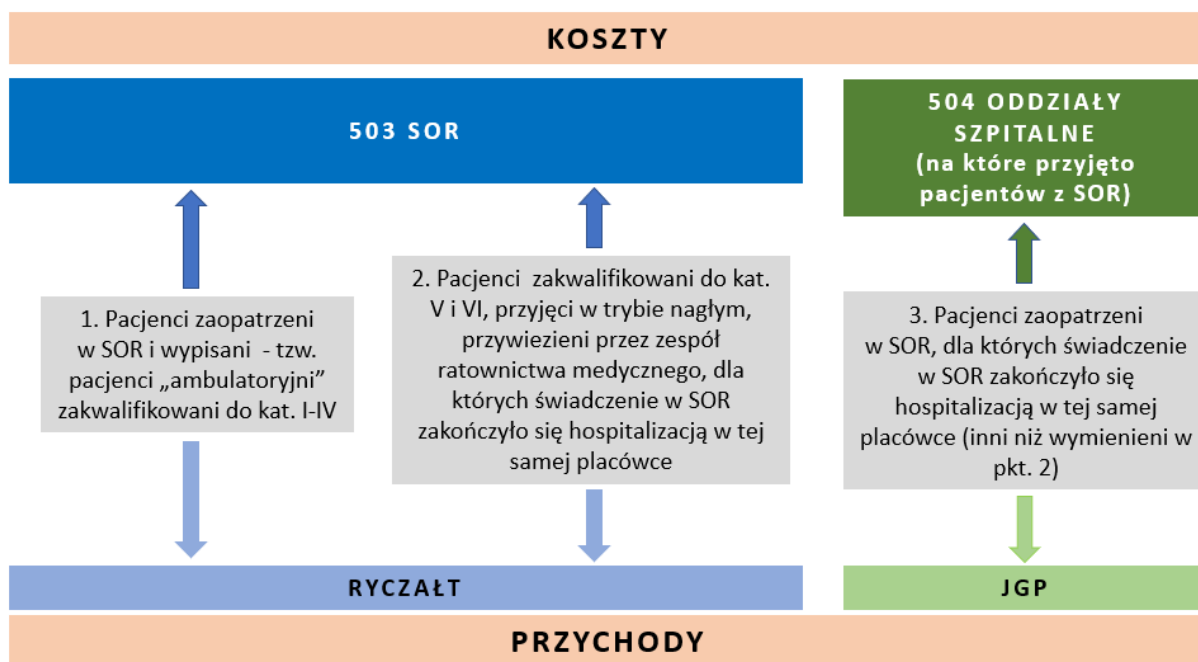 KOSZTY
503 SOR
504 ODDZIAŁY
SZPITALNE
(na które przyjęto
pacjentów z SOR)
1. Pacjenci zaopatrzeni
w SOR i wypisani - tzw.
pacjenci „ambulatoryjni”
zakwalifikowani do kat. I-IV
2. Pacjenci zakwalifikowani do kat.
V i VI, przyjęci w trybie nagłym,
przywiezieni przez zespół
ratownictwa medycznego, dla
których świadczenie w SOR
zakończyło się hospitalizacją w tej
samej placówce
3. Pacjenci zaopatrzeni
w SOR, dla których świadczenie
w SOR zakończyło się
hospitalizacją w tej samej
placówce (inni niż wymienieni w
pkt. 2)
RYCZAŁT
JGP
PRZYCHODY